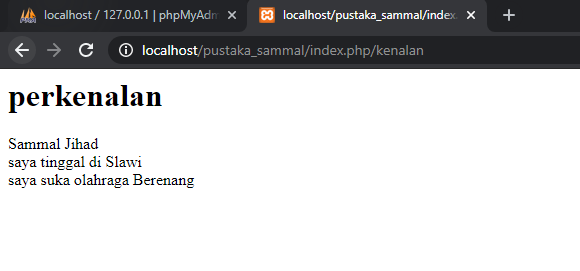 localhost / 127.0.0.1 | phpMyAdm
localhost/pustaka_sammal/index.
localhost/pustaka_sammal/index.php/kenalan
perkenalan
Sammal Jihad
saya tinggal di Slawi
saya suka olahraga Berenang